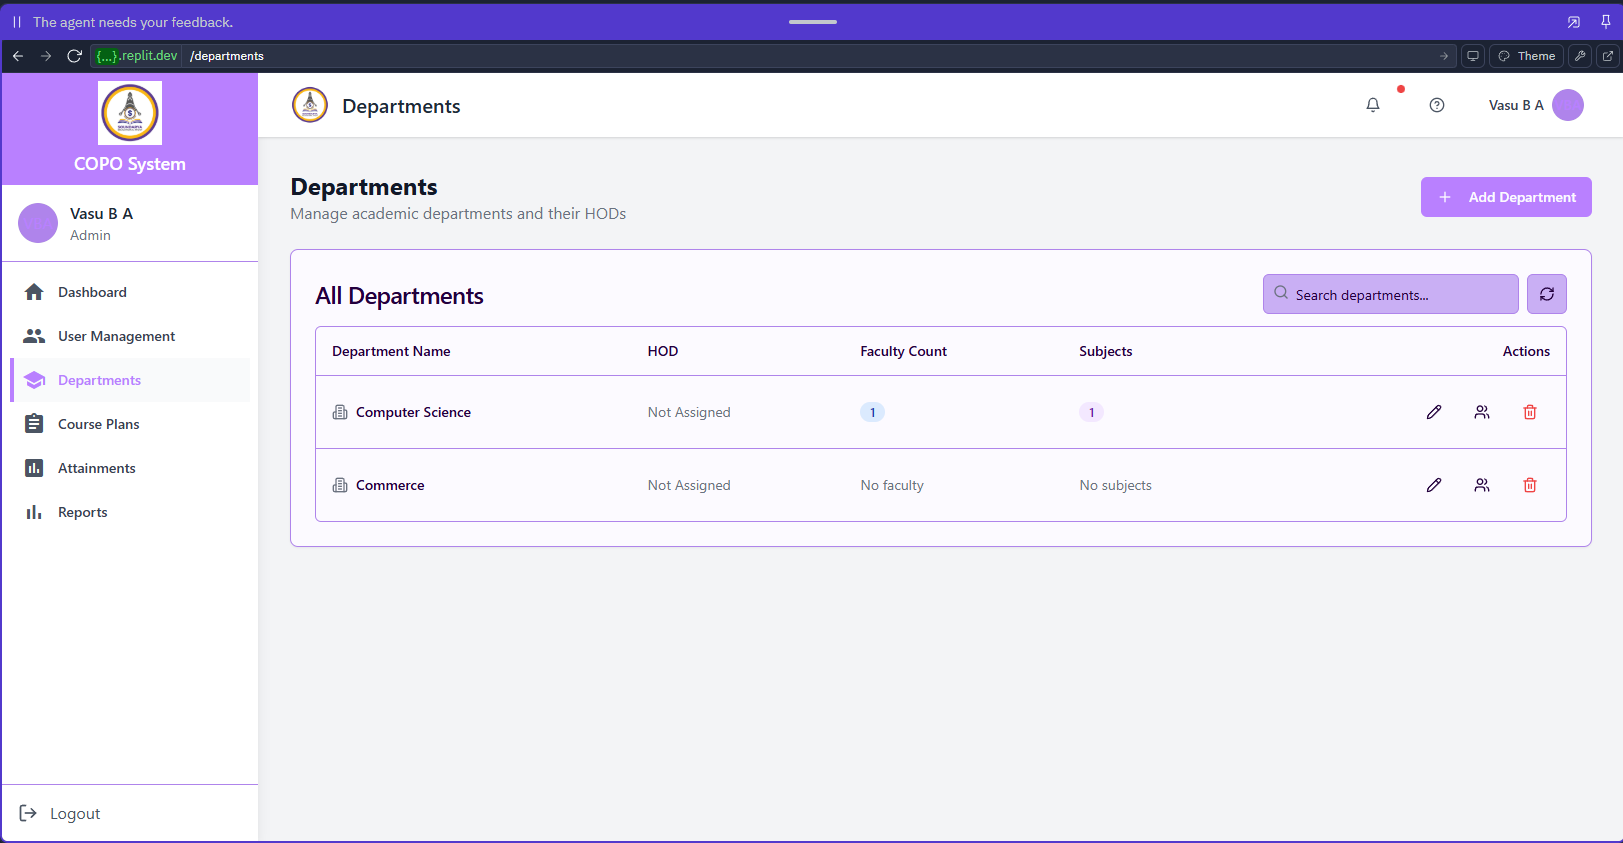 The agent needs your feedback.
{...}.replit.dev /departments
Theme
COPO System
Departments
Vasu B A
Vasu B A
Admin
Dashboard
User Management
Departments
Course Plans
Attainments
Reports
Logout
Departments
Manage academic departments and their HODs
+ Add Department
All Departments
Search departments...
Department Name HOD Faculty Count Subjects Actions
Computer Science Not Assigned 1 1
Commerce Not Assigned No faculty No subjects